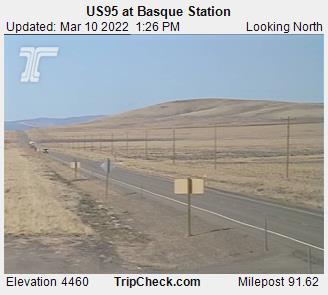 US95 at Basque Station
Updated: Mar 10 2022 1:26 PM Looking North
Elevation 4460 TripCheck.com Milepost 91.62